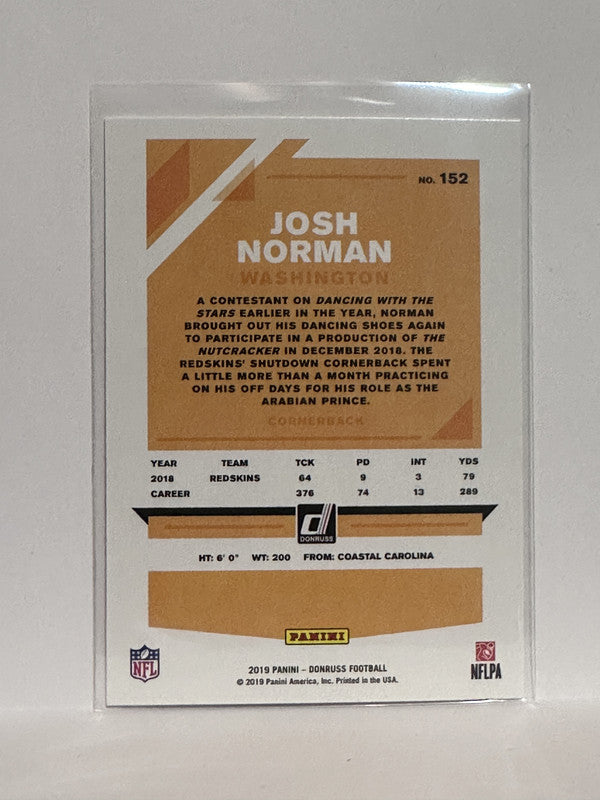 NO. 152
JOSH
NORMAN
WASHINGTON
A CONTESTANT ON DANCING WITH THE
STARS EARLIER IN THE YEAR, NORMAN
BROUGHT OUT HIS DANCING SHOES AGAIN
TO PARTICIPATE IN A PRODUCTION OF THE
NUTCRACKER IN DECEMBER 2018. THE
REDSKINS' SHUTDOWN CORNERBACK SPENT
A LITTLE MORE THAN A MONTH PRACTICING
ON HIS OFF DAYS FOR HIS ROLE AS THE
ARABIAN PRINCE.
CORNERBACK
YEAR TEAM TCK PD INT YDS
2018 REDSKINS 64 9 3 79
CAREER 376 74 13 289
d
DONRUSS
HT: 6' 0" WT: 200 FROM: COASTAL CAROLINA
PANINI
NFL
NFLPA
2019 PANINI – DONRUSS FOOTBALL
© 2019 Panini America, Inc. Printed in the USA.